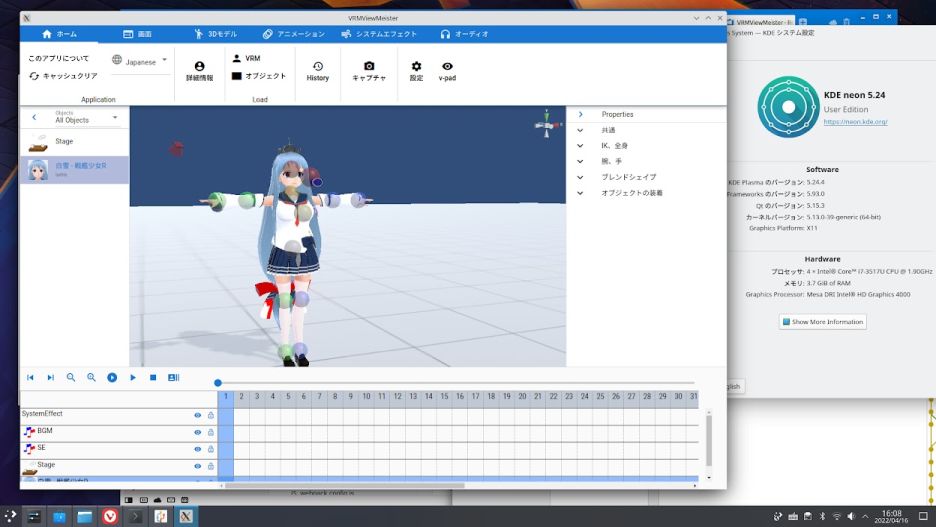 VRMViewMeister
ホーム
画面
3Dモデル
アニメーション
システムエフェクト
オーディオ
このアプリについて
Japanese
キャッシュクリア
Application
詳細情報
VRM
オブジェクト
Load
History
キャプチャ
設定
v-pad
Objects
All Objects
Stage
白雪 - 戦艦少女R
Properties
共通
IK、全身
腕、手
ブレンドシェイプ
オブジェクトの装着
1 2 3 4 5 6 7 8 9 10 11 12 13 14 15 16 17 18 19 20 21 22 23 24 25 26 27 28 29 30 31
SystemEffect
BGM
SE
Stage
白雪 - 戦艦少女R
VRMViewMeister -
System — KDE システム設定
KDE neon 5.24
User Edition
https://neon.kde.org/
Software
KDE Plasma のバージョン: 5.24.4
Frameworks のバージョン: 5.93.0
Qt のバージョン: 5.15.3
カーネルバージョン: 5.13.0-39-generic (64-bit)
Graphics Platform: X11
Hardware
プロセッサ: 4 × Intel® Core™ i7-3517U CPU @ 1.90GHz
メモリ: 3.7 GiB of RAM
Graphics Processor: Mesa DRI Intel® HD Graphics 4000
Show More Information
glish
16:08
2022/04/16